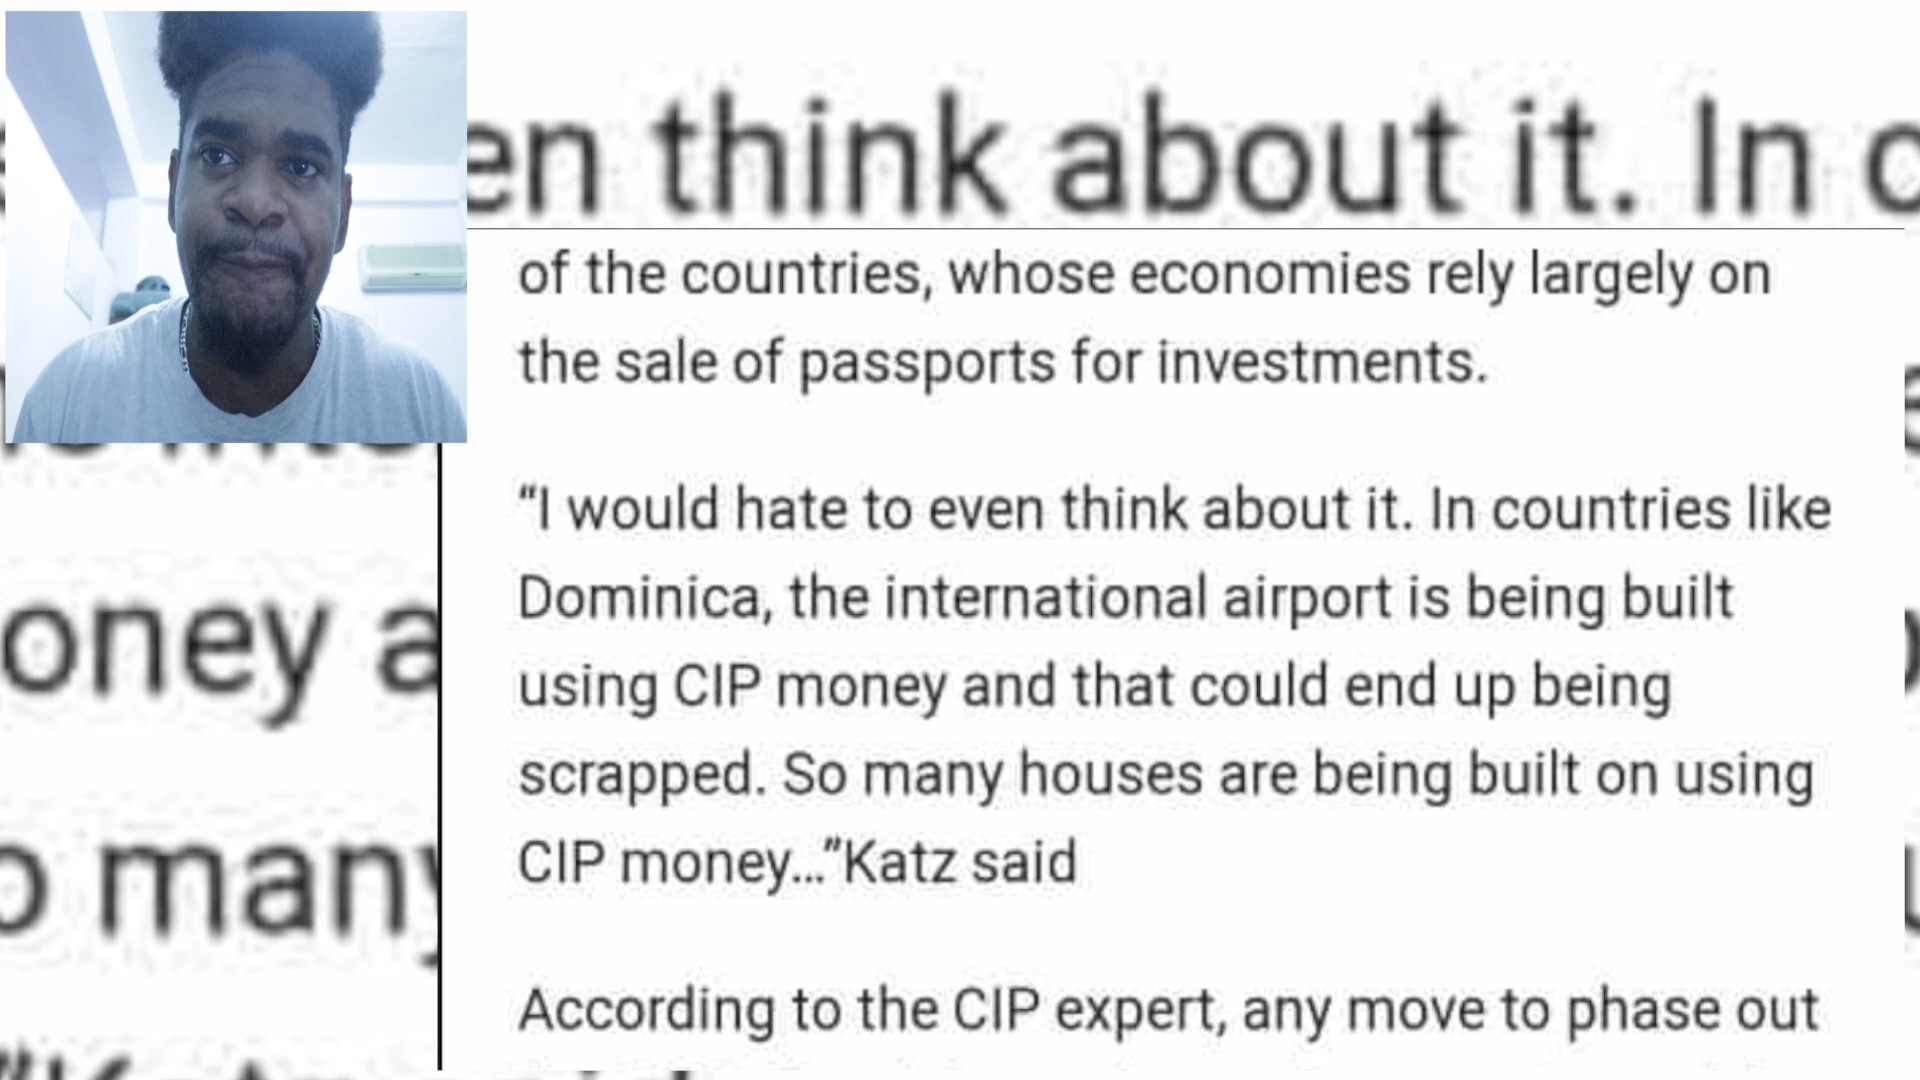 en think about it. In
of the countries, whose economies rely largely on
the sale of passports for investments.
“I would hate to even think about it. In countries like
Dominica, the international airport is being built
using CIP money and that could end up being
scrapped. So many houses are being built on using
CIP money...”Katz said
According to the CIP expert, any move to phase out
oney a
o many